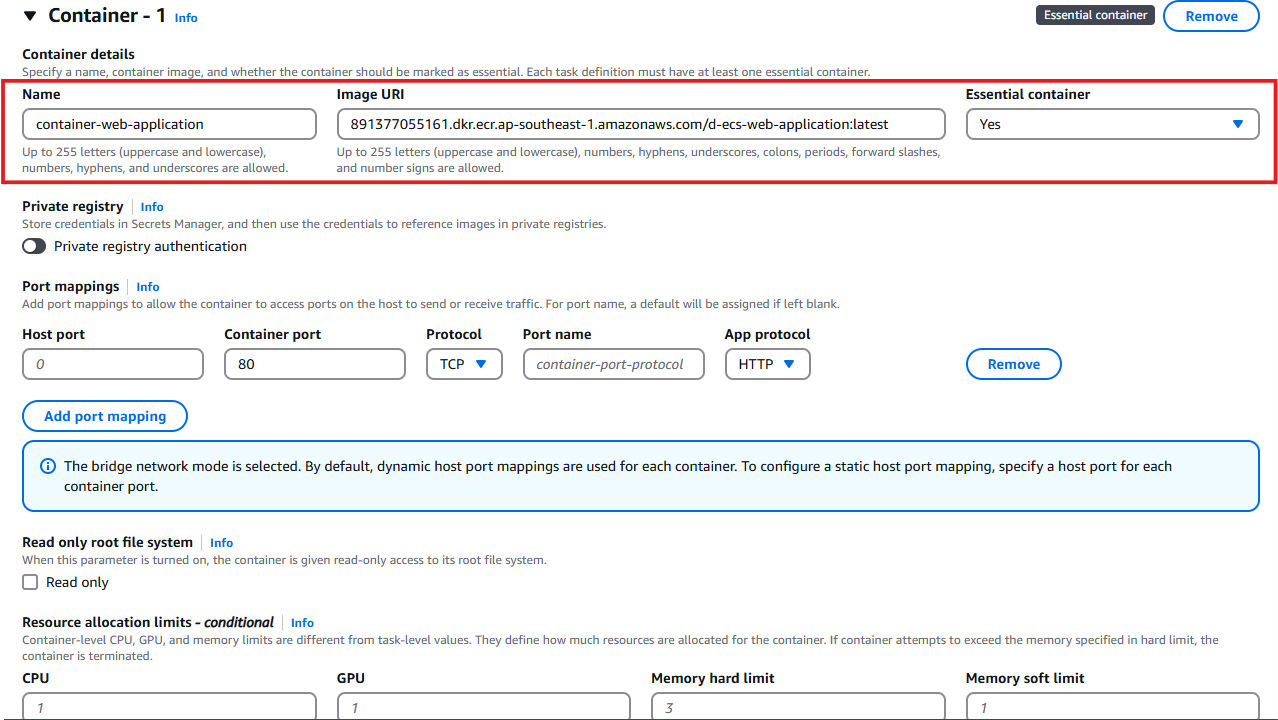 Container - 1 Info
Essential container
Remove
Container details
Specify a name, container image, and whether the container should be marked as essential. Each task definition must have at least one essential container.
Name
Image URI
Essential container
container-web-application
891377055161.dkr.ecr.ap-southeast-1.amazonaws.com/d-ecs-web-application:latest
Yes
Up to 255 letters (uppercase and lowercase),
numbers, hyphens, and underscores are allowed.
Up to 255 letters (uppercase and lowercase), numbers, hyphens, underscores, colons, periods, forward slashes,
and number signs are allowed.
Private registry Info
Store credentials in Secrets Manager, and then use the credentials to reference images in private registries.
Private registry authentication
Port mappings Info
Add port mappings to allow the container to access ports on the host to send or receive traffic. For port name, a default will be assigned if left blank.
Host port
Container port
Protocol
Port name
App protocol
0
80
TCP
container-port-protocol
HTTP
Remove
Add port mapping
The bridge network mode is selected. By default, dynamic host port mappings are used for each container. To configure a static host port mapping, specify a host port for each
container port.
Read only root file system Info
When this parameter is turned on, the container is given read-only access to its root file system.
Read only
Resource allocation limits - conditional Info
Container-level CPU, GPU, and memory limits are different from task-level values. They define how much resources are allocated for the container. If container attempts to exceed the memory specified in hard limit, the
container is terminated.
CPU
GPU
Memory hard limit
Memory soft limit
1
1
3
1